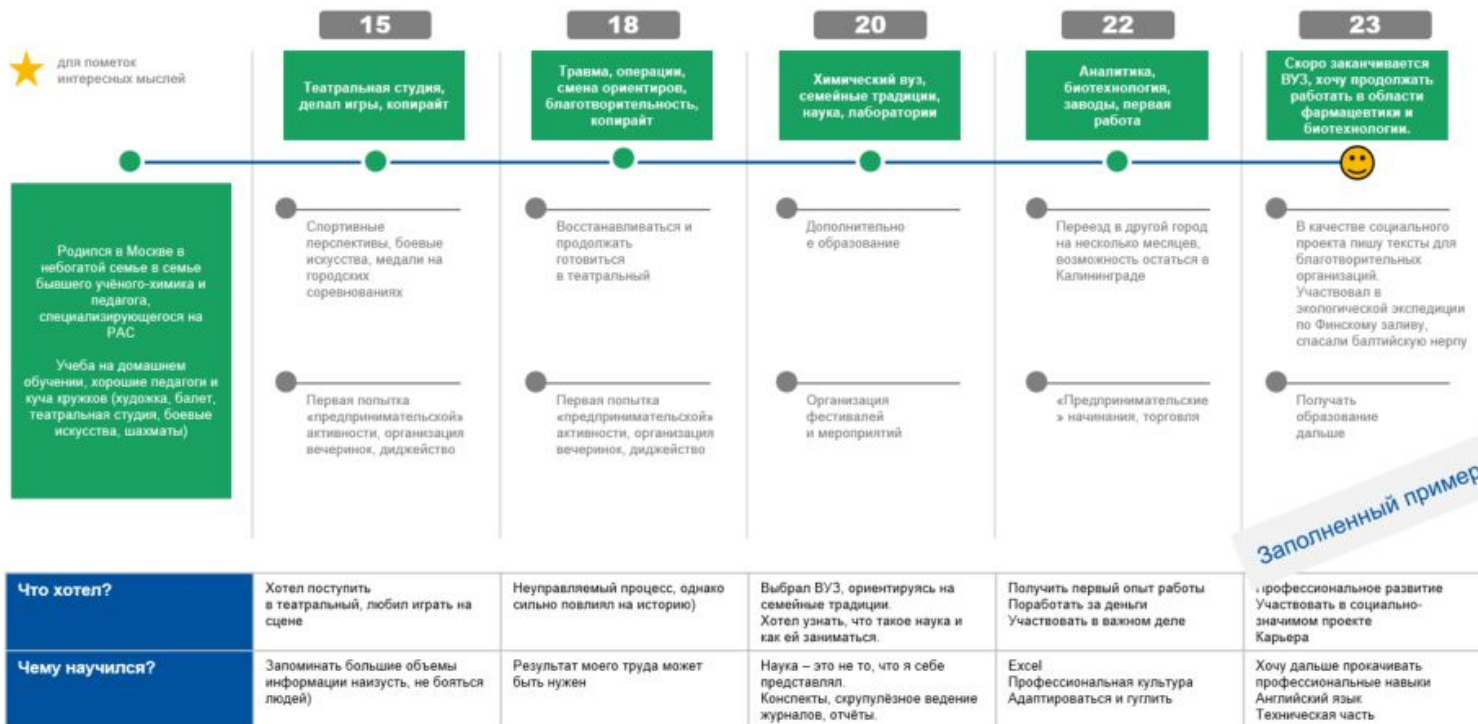 15
18
20
22
23
для пометок
интересных мыслей
Театральная студия,
делал игры, копирайт
Травма, операции,
смена ориентиров,
благотворительность,
копирайт
Химический вуз,
семейные традиции,
наука, лаборатории
Аналитика,
биотехнология,
заводы, первая
работа
Скоро заканчивается
ВУЗ, хочу продолжать
работать в области
фармацевтики и
биотехнологии.
Родился в Москве в
небогатой семье в семье
бывшего учёного-химика и
педагога,
специализирующегося на
РАС
Учеба на домашнем
обучении, хорошие педагоги и
куча кружков (художка, балет,
театральная студия, боевые
искусства, шахматы)
Спортивные
перспективы, боевые
искусства, медали на
городских
соревнованиях
Восстанавливаться и
продолжать
готовиться
в театральный
Дополнительно
е образование
Переезд в другой город
на несколько месяцев,
возможность остаться в
Калининграде
В качестве социального
проекта пишу тексты для
благотворительных
организаций.
Участвовал в
экологической экспедиции
по Финскому заливу,
спасали балтийскую нерпу
Первая попытка
«предпринимательской»
активности, организация
вечеринок, диджейство
Первая попытка
«предпринимательской»
активности, организация
вечеринок, диджейство
Организация
фестивалей
и мероприятий
«Предпринимательские
» начинания, торговля
Получать
образование
дальше
Заполненный пример
Что хотел?
Хотел поступить
в театральный, любил играть на
сцене
Неуправляемый процесс, однако
сильно повлиял на историю)
Выбрал ВУЗ, ориентируясь на
семейные традиции.
Хотел узнать, что такое наука и
как ей заниматься.
Получить первый опыт работы
Поработать за деньги
Участвовать в важном деле
Профессиональное развитие
Участвовать в социально-
значимом проекте
Карьера
Чему научился?
Запоминать большие объемы
информации наизусть, не бояться
людей)
Результат моего труда может
быть нужен
Наука – это не то, что я себе
представлял.
Конспекты, скрупулёзное ведение
журналов, отчёты.
Excel
Профессиональная культура
Адаптироваться и гуглить
Хочу дальше прокачивать
профессиональные навыки
Английский язык
Техническая часть